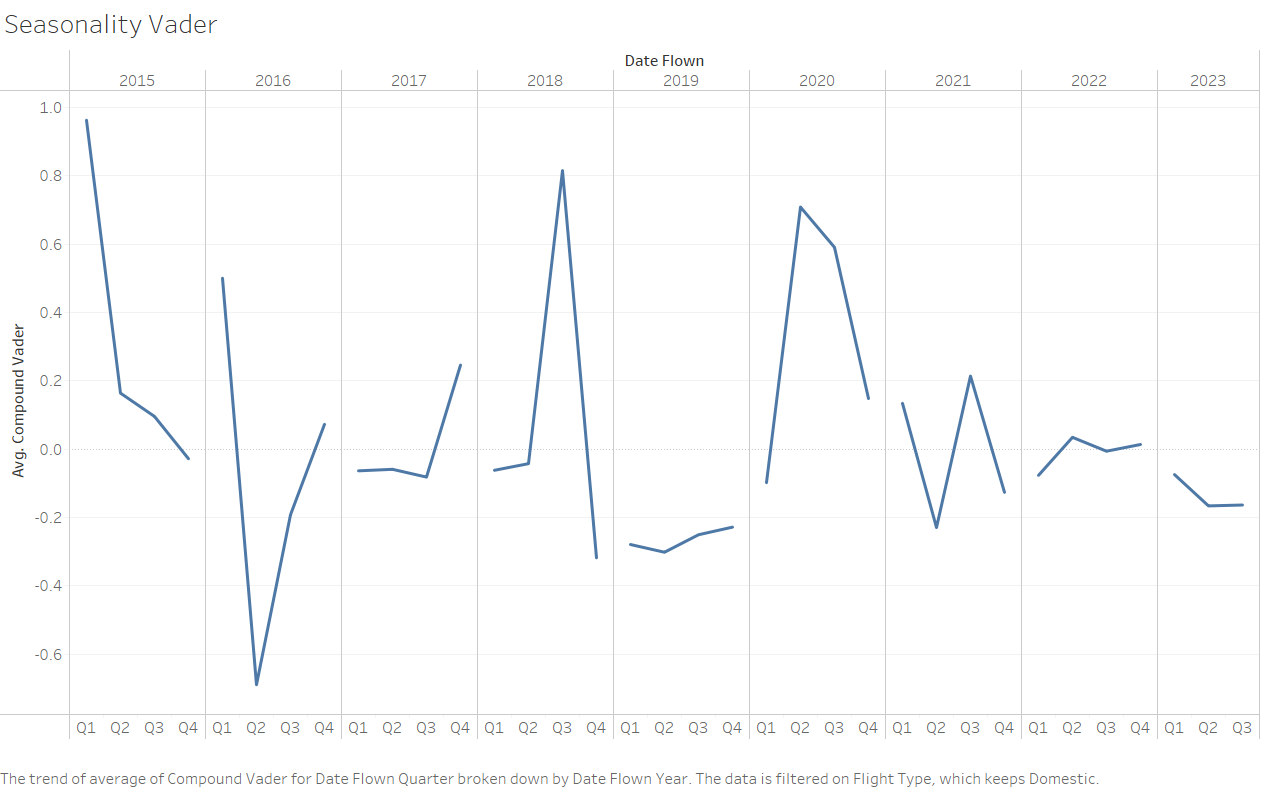 Seasonality Vader
Date Flown
2015 2016 2017 2018 2019 2020 2021 2022 2023
Avg. Compound Vader
1.0
0.8
0.6
0.4
0.2
0.0
-0.2
-0.4
-0.6
Q1 Q2 Q3 Q4 Q1 Q2 Q3 Q4 Q1 Q2 Q3 Q4 Q1 Q2 Q3 Q4 Q1 Q2 Q3 Q4 Q1 Q2 Q3 Q4 Q1 Q2 Q3 Q4 Q1 Q2 Q3 Q4 Q1 Q2 Q3
The trend of average of Compound Vader for Date Flown Quarter broken down by Date Flown Year. The data is filtered on Flight Type, which keeps Domestic.